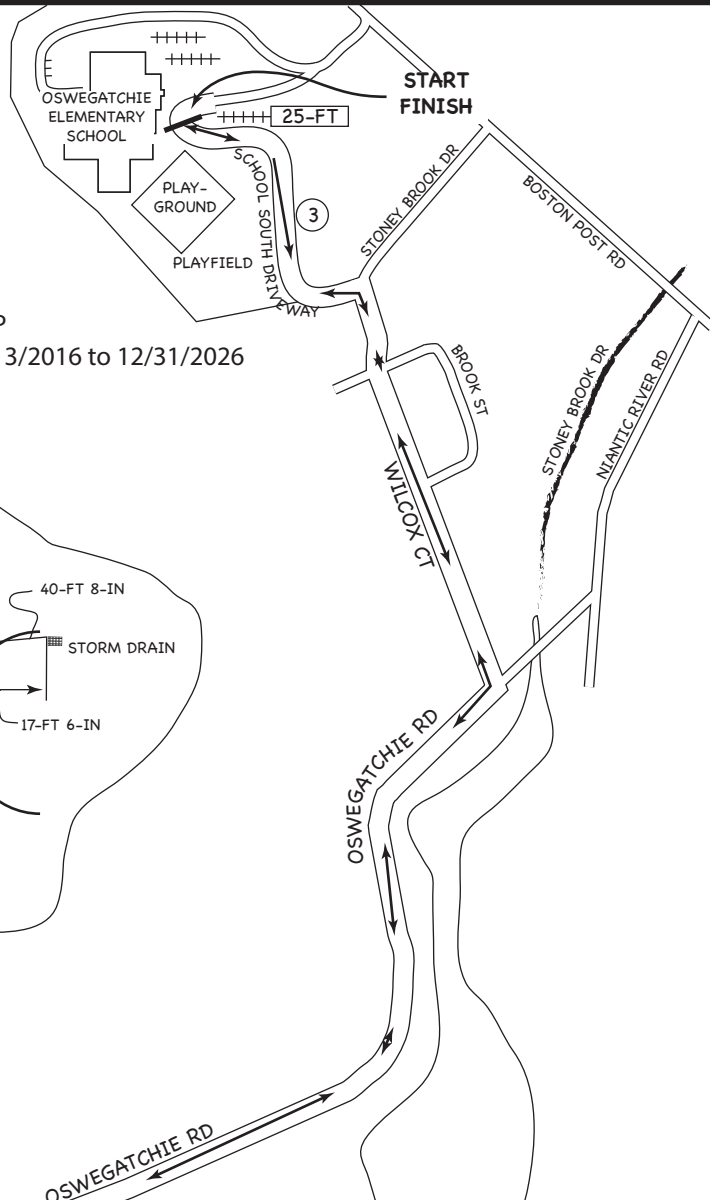 START
FINISH
OSWEGATCHIE
ELEMENTARY
SCHOOL
25-FT
STONEY BROOK DR
SCHOOL SOUTH DRIVEWAY
PLAY-
GROUND
BOSTON POST RD
3
PLAYFIELD
P
3/2016 to 12/31/2026
BROOK ST
STONEY BROOK DR
NIANTIC RIVER RD
WILCOX CT
40-FT 8-IN
STORM DRAIN
17-FT 6-IN
OSWEGATCHIE RD
OSWEGATCHIE RD